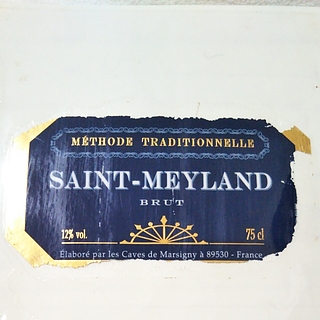 MÉTHODE TRADITIONNELLE
SAINT-MEYLAND
BRUT
12% vol. 75 cl
Élaboré par les Caves de Marsigny à 89530 - France